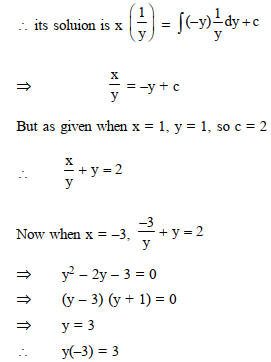 ∴ its soluion is x (1/y) = ∫(–y) 1/y dy + c
⇒ x/y = –y + c
But as given when x = 1, y = 1, so c = 2
∴ x/y + y = 2
Now when x = –3, –3/y + y = 2
⇒ y² – 2y – 3 = 0
⇒ (y – 3) (y + 1) = 0
⇒ y = 3
∴ y(–3) = 3